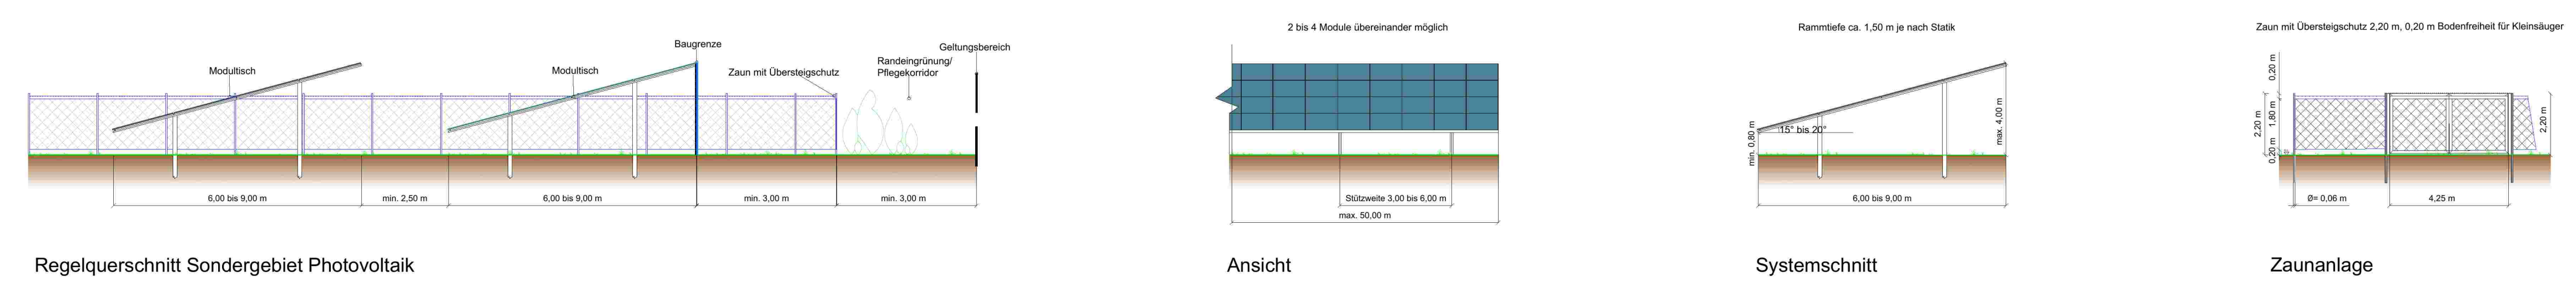 Modultisch
Modultisch
Baugrenze
Zaun mit Übersteigschutz
Randeingrünung/
Pflegekorridor
Geltungsbereich
6,00 bis 9,00 m
min. 2,50 m
6,00 bis 9,00 m
min. 3,00 m
min. 3,00 m
Regelquerschnitt Sondergebiet Photovoltaik
2 bis 4 Module übereinander möglich
Stützweite 3,00 bis 6,00 m
max. 50,00 m
Ansicht
Rammtiefe ca. 1,50 m je nach Statik
min. 0,80 m
15° bis 20°
max. 4,00 m
6,00 bis 9,00 m
Systemschnitt
Zaun mit Übersteigschutz 2,20 m, 0,20 m Bodenfreiheit für Kleinsäuger
0,20 m
1,80 m
2,20 m
0,20 m
2,20 m
Ø= 0,06 m
4,25 m
Zaunanlage